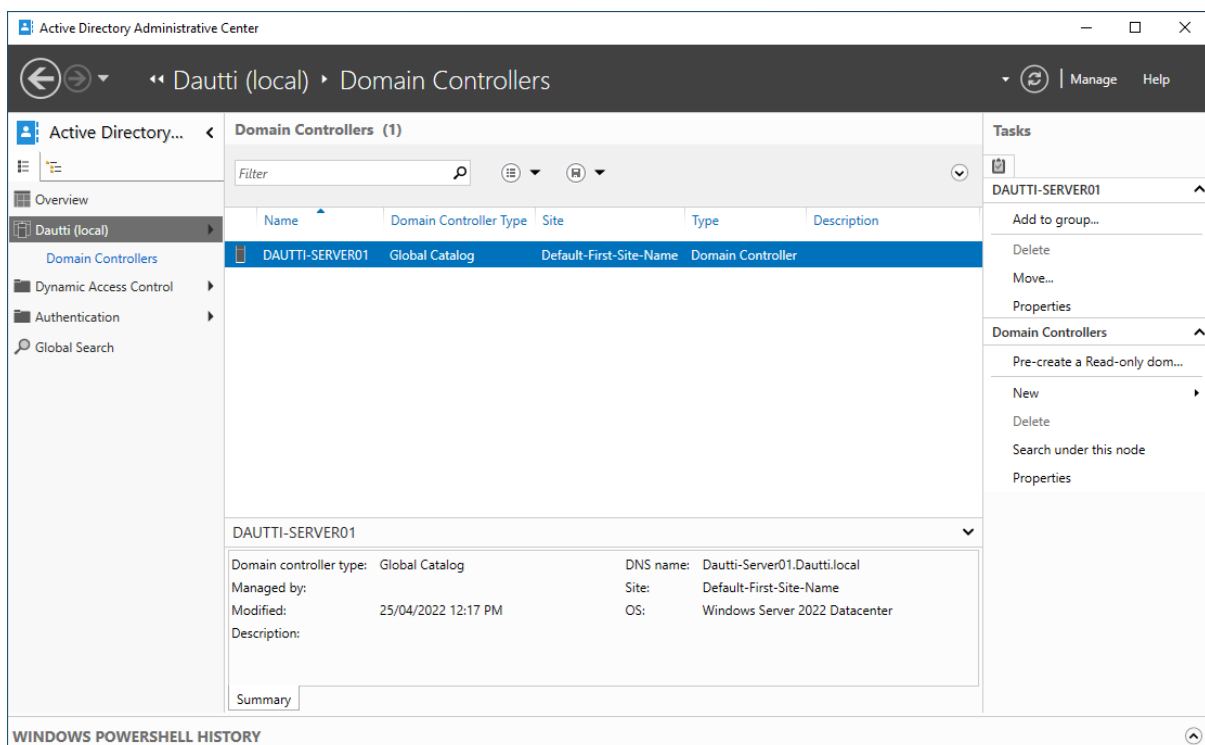 Active Directory Administrative Center
Dautti (local) Domain Controllers
Manage Help
Active Directory...
Overview
Dautti (local)
Domain Controllers
Dynamic Access Control
Authentication
Global Search
Domain Controllers (1)
Filter
Name Domain Controller Type Site Type Description
DAUTTI-SERVER01 Global Catalog Default-First-Site-Name Domain Controller
DAUTTI-SERVER01
Domain controller type: Global Catalog DNS name: Dautti-Server01.Dautti.local
Managed by: Site: Default-First-Site-Name
Modified: 25/04/2022 12:17 PM OS: Windows Server 2022 Datacenter
Description:
Summary
Tasks
DAUTTI-SERVER01
Add to group...
Delete
Move...
Properties
Domain Controllers
Pre-create a Read-only dom...
New
Delete
Search under this node
Properties
WINDOWS POWERSHELL HISTORY